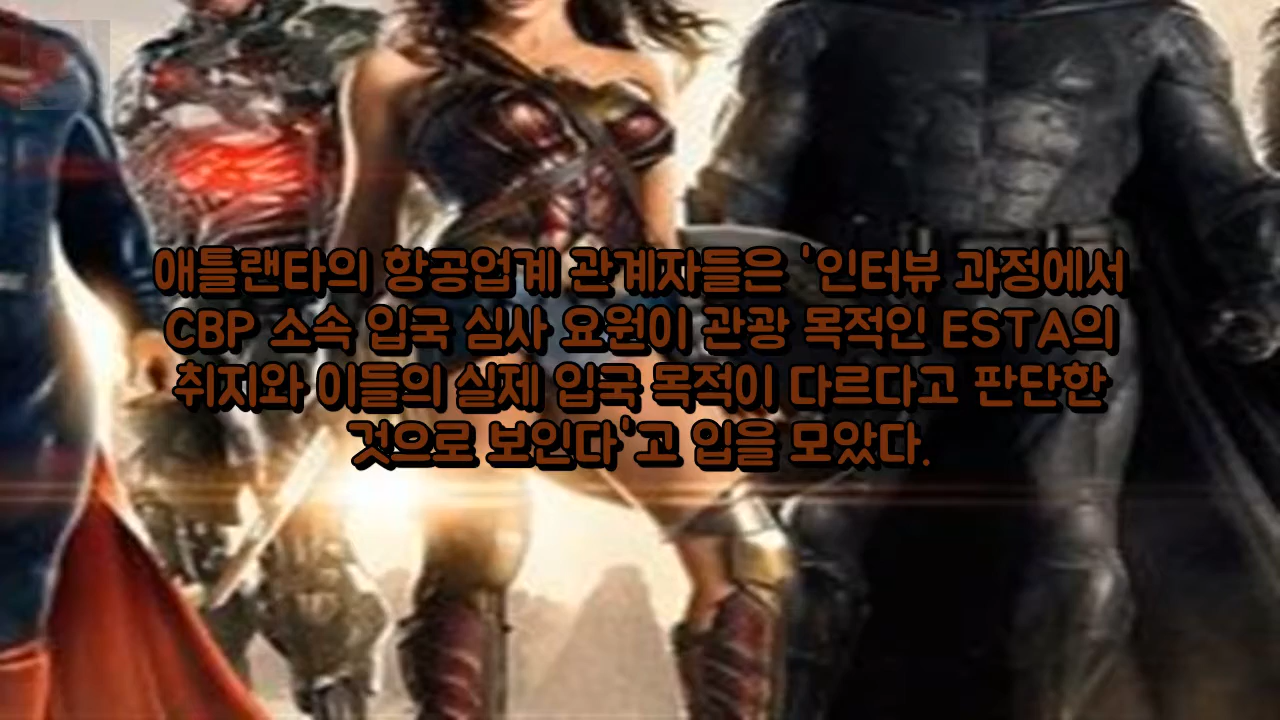 애틀랜타의 항공업계 관계자들은 '인터뷰 과정에서
CBP 소속 입국 심사 요원이 관광 목적인 ESTA의
취지와 이들의 실제 입국 목적이 다르다고 판단한
것으로 보인다'고 입을 모았다.